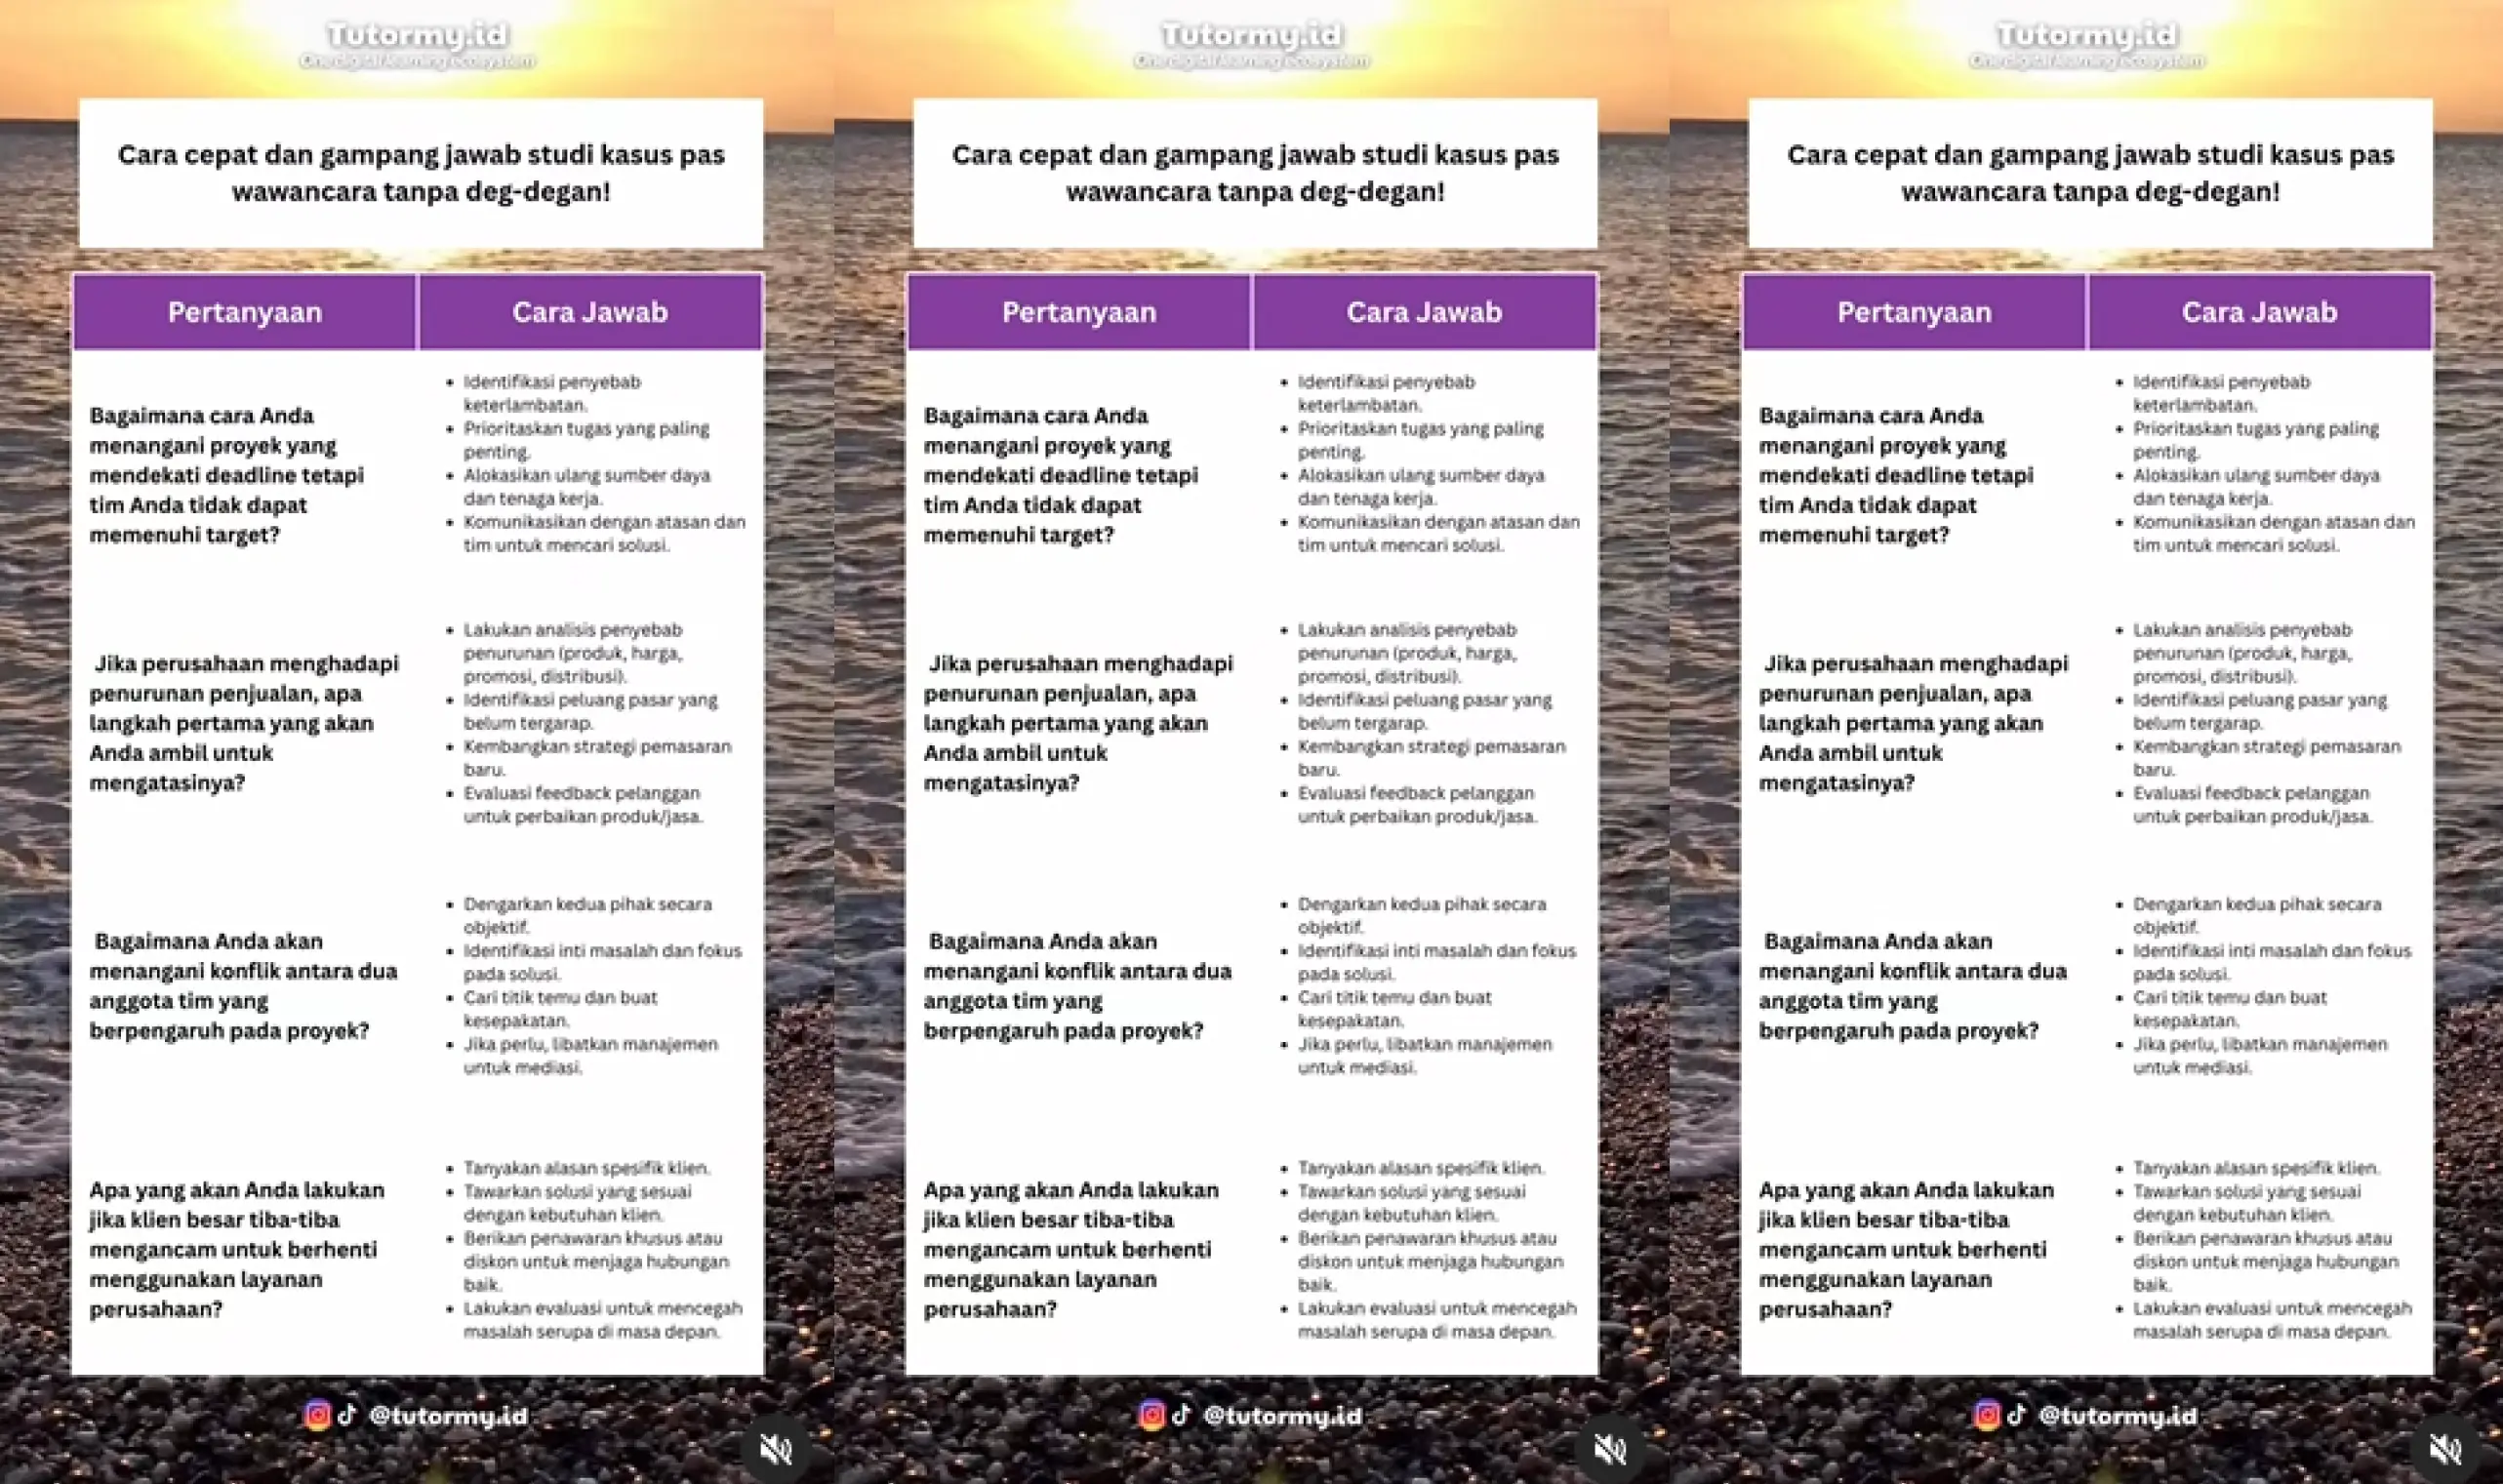 Tutormy.id
One digital learning ecosystem
Cara cepat dan gampang jawab studi kasus pas
wawancara tanpa deg-degan!
Pertanyaan
Cara Jawab
Bagaimana cara Anda
menangani proyek yang
mendekati deadline tetapi
tim Anda tidak dapat
memenuhi target?
• Identifikasi penyebab
keterlambatan.
• Prioritaskan tugas yang paling
penting.
• Alokasikan ulang sumber daya
dan tenaga kerja.
• Komunikasikan dengan atasan dan
tim untuk mencari solusi.
Jika perusahaan menghadapi
penurunan penjualan, apa
langkah pertama yang akan
Anda ambil untuk
mengatasinya?
• Lakukan analisis penyebab
penurunan (produk, harga,
promosi, distribusi).
• Identifikasi peluang pasar yang
belum tergarap.
• Kembangkan strategi pemasaran
baru.
• Evaluasi feedback pelanggan
untuk perbaikan produk/jasa.
Bagaimana Anda akan
menangani konflik antara dua
anggota tim yang
berpengaruh pada proyek?
• Dengarkan kedua pihak secara
objektif.
• Identifikasi inti masalah dan fokus
pada solusi.
• Cari titik temu dan buat
kesepakatan.
• Jika perlu, libatkan manajemen
untuk mediasi.
Apa yang akan Anda lakukan
jika klien besar tiba-tiba
mengancam untuk berhenti
menggunakan layanan
perusahaan?
• Tanyakan alasan spesifik klien.
• Tawarkan solusi yang sesuai
dengan kebutuhan klien.
• Berikan penawaran khusus atau
diskon untuk menjaga hubungan
baik.
• Lakukan evaluasi untuk mencegah
masalah serupa di masa depan.
@tutormy.id
Tutormy.id
One digital learning ecosystem
Cara cepat dan gampang jawab studi kasus pas
wawancara tanpa deg-degan!
Pertanyaan
Cara Jawab
Bagaimana cara Anda
menangani proyek yang
mendekati deadline tetapi
tim Anda tidak dapat
memenuhi target?
• Identifikasi penyebab
keterlambatan.
• Prioritaskan tugas yang paling
penting.
• Alokasikan ulang sumber daya
dan tenaga kerja.
• Komunikasikan dengan atasan dan
tim untuk mencari solusi.
Jika perusahaan menghadapi
penurunan penjualan, apa
langkah pertama yang akan
Anda ambil untuk
mengatasinya?
• Lakukan analisis penyebab
penurunan (produk, harga,
promosi, distribusi).
• Identifikasi peluang pasar yang
belum tergarap.
• Kembangkan strategi pemasaran
baru.
• Evaluasi feedback pelanggan
untuk perbaikan produk/jasa.
Bagaimana Anda akan
menangani konflik antara dua
anggota tim yang
berpengaruh pada proyek?
• Dengarkan kedua pihak secara
objektif.
• Identifikasi inti masalah dan fokus
pada solusi.
• Cari titik temu dan buat
kesepakatan.
• Jika perlu, libatkan manajemen
untuk mediasi.
Apa yang akan Anda lakukan
jika klien besar tiba-tiba
mengancam untuk berhenti
menggunakan layanan
perusahaan?
• Tanyakan alasan spesifik klien.
• Tawarkan solusi yang sesuai
dengan kebutuhan klien.
• Berikan penawaran khusus atau
diskon untuk menjaga hubungan
baik.
• Lakukan evaluasi untuk mencegah
masalah serupa di masa depan.
@tutormy.id
Tutormy.id
One digital learning ecosystem
Cara cepat dan gampang jawab studi kasus pas
wawancara tanpa deg-degan!
Pertanyaan
Cara Jawab
Bagaimana cara Anda
menangani proyek yang
mendekati deadline tetapi
tim Anda tidak dapat
memenuhi target?
• Identifikasi penyebab
keterlambatan.
• Prioritaskan tugas yang paling
penting.
• Alokasikan ulang sumber daya
dan tenaga kerja.
• Komunikasikan dengan atasan dan
tim untuk mencari solusi.
Jika perusahaan menghadapi
penurunan penjualan, apa
langkah pertama yang akan
Anda ambil untuk
mengatasinya?
• Lakukan analisis penyebab
penurunan (produk, harga,
promosi, distribusi).
• Identifikasi peluang pasar yang
belum tergarap.
• Kembangkan strategi pemasaran
baru.
• Evaluasi feedback pelanggan
untuk perbaikan produk/jasa.
Bagaimana Anda akan
menangani konflik antara dua
anggota tim yang
berpengaruh pada proyek?
• Dengarkan kedua pihak secara
objektif.
• Identifikasi inti masalah dan fokus
pada solusi.
• Cari titik temu dan buat
kesepakatan.
• Jika perlu, libatkan manajemen
untuk mediasi.
Apa yang akan Anda lakukan
jika klien besar tiba-tiba
mengancam untuk berhenti
menggunakan layanan
perusahaan?
• Tanyakan alasan spesifik klien.
• Tawarkan solusi yang sesuai
dengan kebutuhan klien.
• Berikan penawaran khusus atau
diskon untuk menjaga hubungan
baik.
• Lakukan evaluasi untuk mencegah
masalah serupa di masa depan.
@tutormy.id